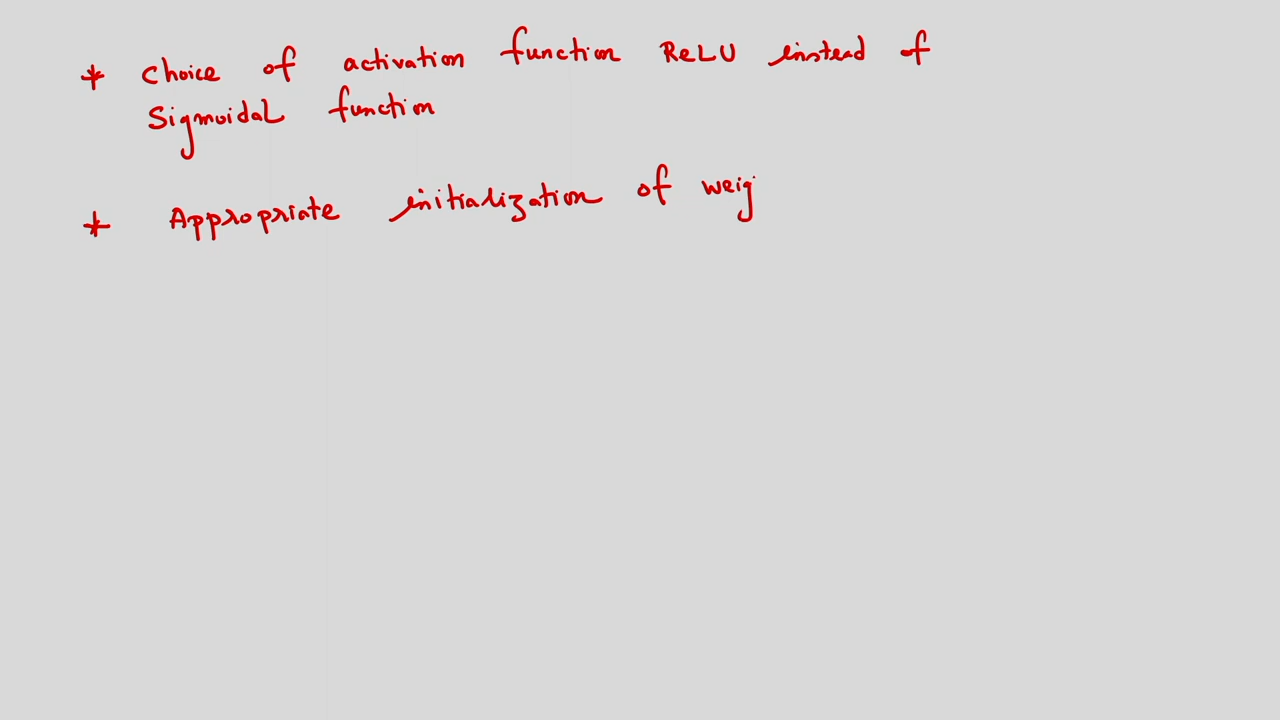 * Choice of activation function ReLU instead of
Sigmoidal function
* Appropriate initialization of weig